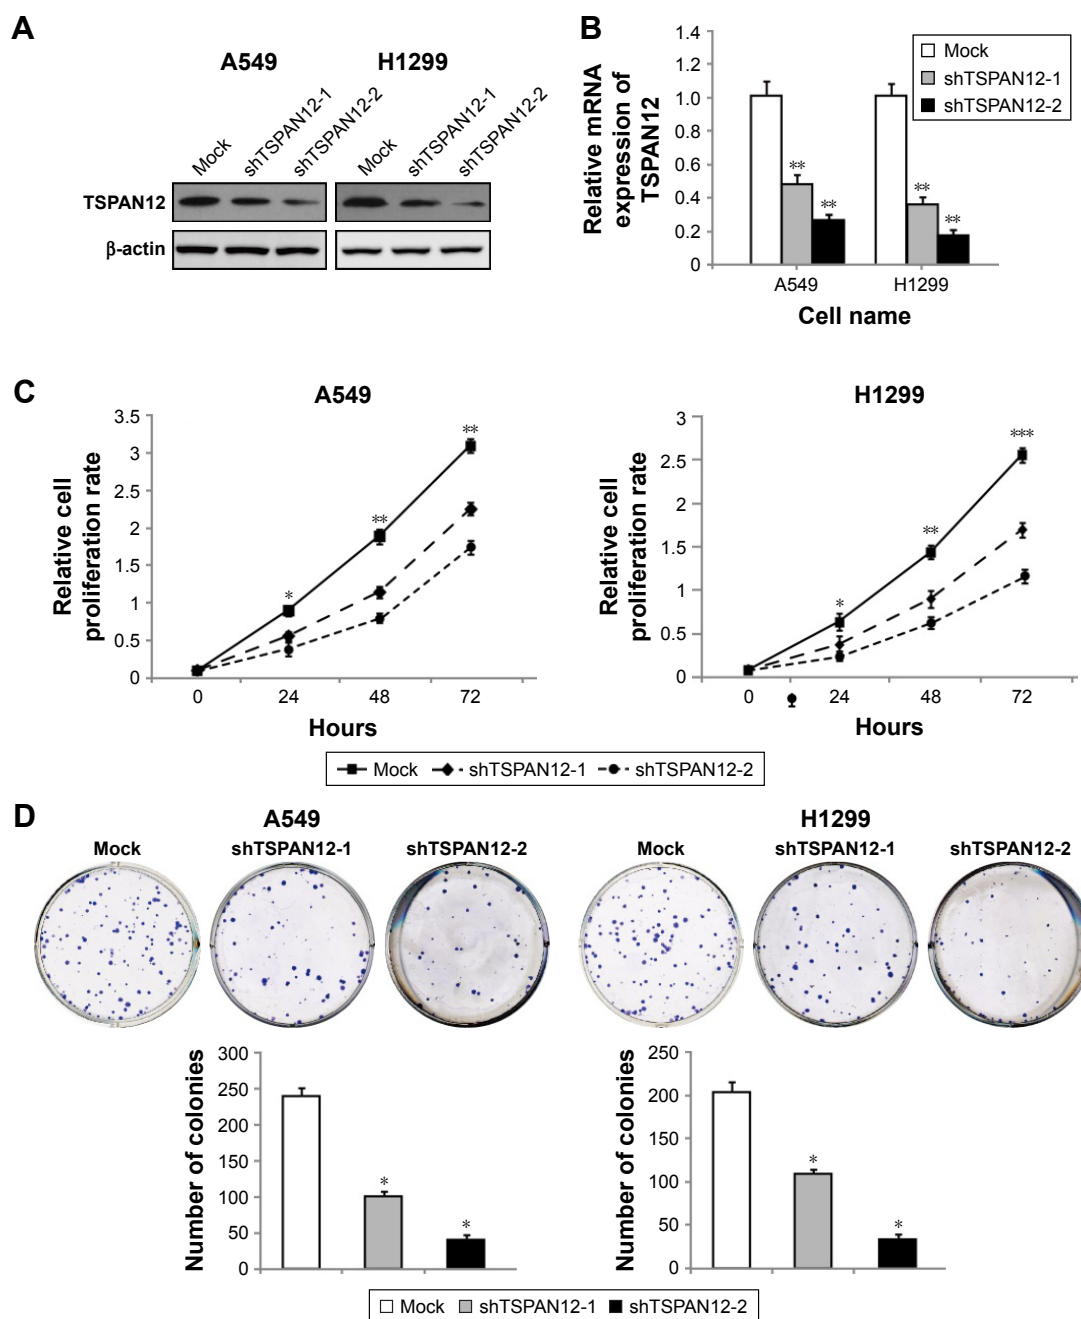 A
A549
H1299
Mock
shTSPAN12-1
shTSPAN12-2
Mock
shTSPAN12-1
shTSPAN12-2
TSPAN12
β-actin
B
Relative mRNA
expression of
TSPAN12
1.4
1.2
1.0
0.8
0.6
0.4
0.2
0
Mock
shTSPAN12-1
shTSPAN12-2
**
**
**
**
A549
H1299
Cell name
C
A549
Relative cell
proliferation rate
3.5
3
2.5
2
1.5
1
0.5
0
*
**
**
0 24 48 72
Hours
H1299
Relative cell
proliferation rate
3
2.5
2
1.5
1
0.5
0
*
**
***
0 24 48 72
Hours
Mock shTSPAN12-1 shTSPAN12-2
D
A549
Mock shTSPAN12-1 shTSPAN12-2
H1299
Mock shTSPAN12-1 shTSPAN12-2
Number of colonies
300
250
200
150
100
50
0
*
*
Number of colonies
250
200
150
100
50
0
*
*
Mock shTSPAN12-1 shTSPAN12-2